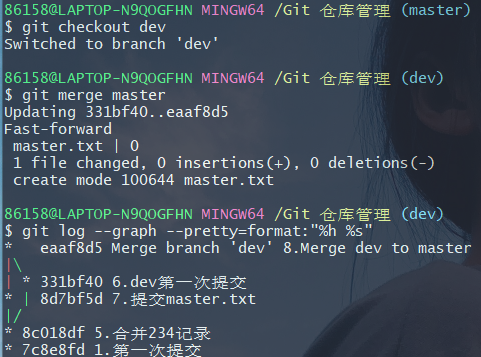 86158@LAPTOP-N9QOGFHN MINGW64 /Git 仓库管理 (master)
$ git checkout dev
Switched to branch 'dev'
86158@LAPTOP-N9QOGFHN MINGW64 /Git 仓库管理 (dev)
$ git merge master
Updating 331bf40..eaaf8d5
Fast-forward
 master.txt | 0
 1 file changed, 0 insertions(+), 0 deletions(-)
 create mode 100644 master.txt
86158@LAPTOP-N9QOGFHN MINGW64 /Git 仓库管理 (dev)
$ git log --graph --pretty=format:"%h %s"
*   eaaf8d5 Merge branch 'dev' 8.Merge dev to master
|\
| * 331bf40 6.dev第一次提交
* | 8d7bf5d 7.提交master.txt
|/
* 8c018df 5.合并234记录
* 7c8e8fd 1.第一次提交